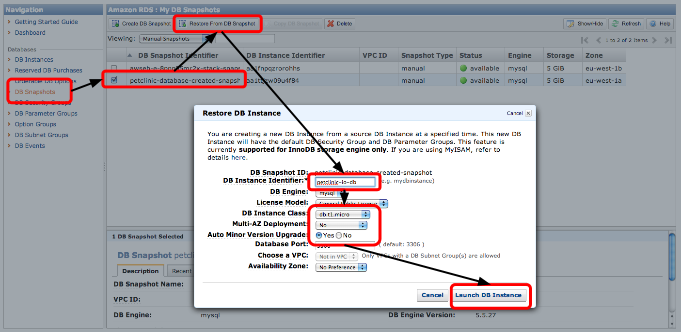 Navigation
Getting Started Guide
Dashboard
Databases
DB Instances
Reserved DB Purchases
DB Snapshots
DB Security Groups
DB Parameter Groups
Option Groups
DB Subnet Groups
DB Events
Amazon RDS : My DB Snapshots
Create DB Snapshot Restore From DB Snapshot Delete Show/Hide Refresh Help
Viewing: Manual Snapshots 1 to 2 of 2 Items
DB Snapshot Identifier DB Instance Identifier VPC ID Snapshot Type Status Engine Storage Zone
manual available mysql 5 GiB eu-west-1b
petclinic-database-created-snapsh manual available mysql 5 GiB eu-west-1a
Restore DB Instance Cancel
You are creating a new DB Instance from a source DB Instance at a specified time. This new DB
Instance will have the default DB Security Group and DB Parameter Groups. This feature is
currently supported for InnoDB storage engine only. If you are using MyISAM, refer to
details here.
DB Snapshot ID: petclinic-database-created-snapshot
DB Instance Identifier:* petclinic-io-db (e.g. mydbinstance)
DB Engine: mysql
License Model:
DB Instance Class: db.t1.micro
Multi-AZ Deployment: No
Auto Minor Version Upgrade: Yes No
Database Port: ( default: 3306 )
Choose a VPC: Not in VPC Only VPCs with a DB Subnet Group(s) are allowed
Availability Zone: No Preference
Cancel Launch DB Instance
1 DB Snapshot Selected
DB Snapshot petc
Description Recent
DB Snapshot Name:
VPC ID:
DB Engine: mysql DB Engine Version: 5.5.27